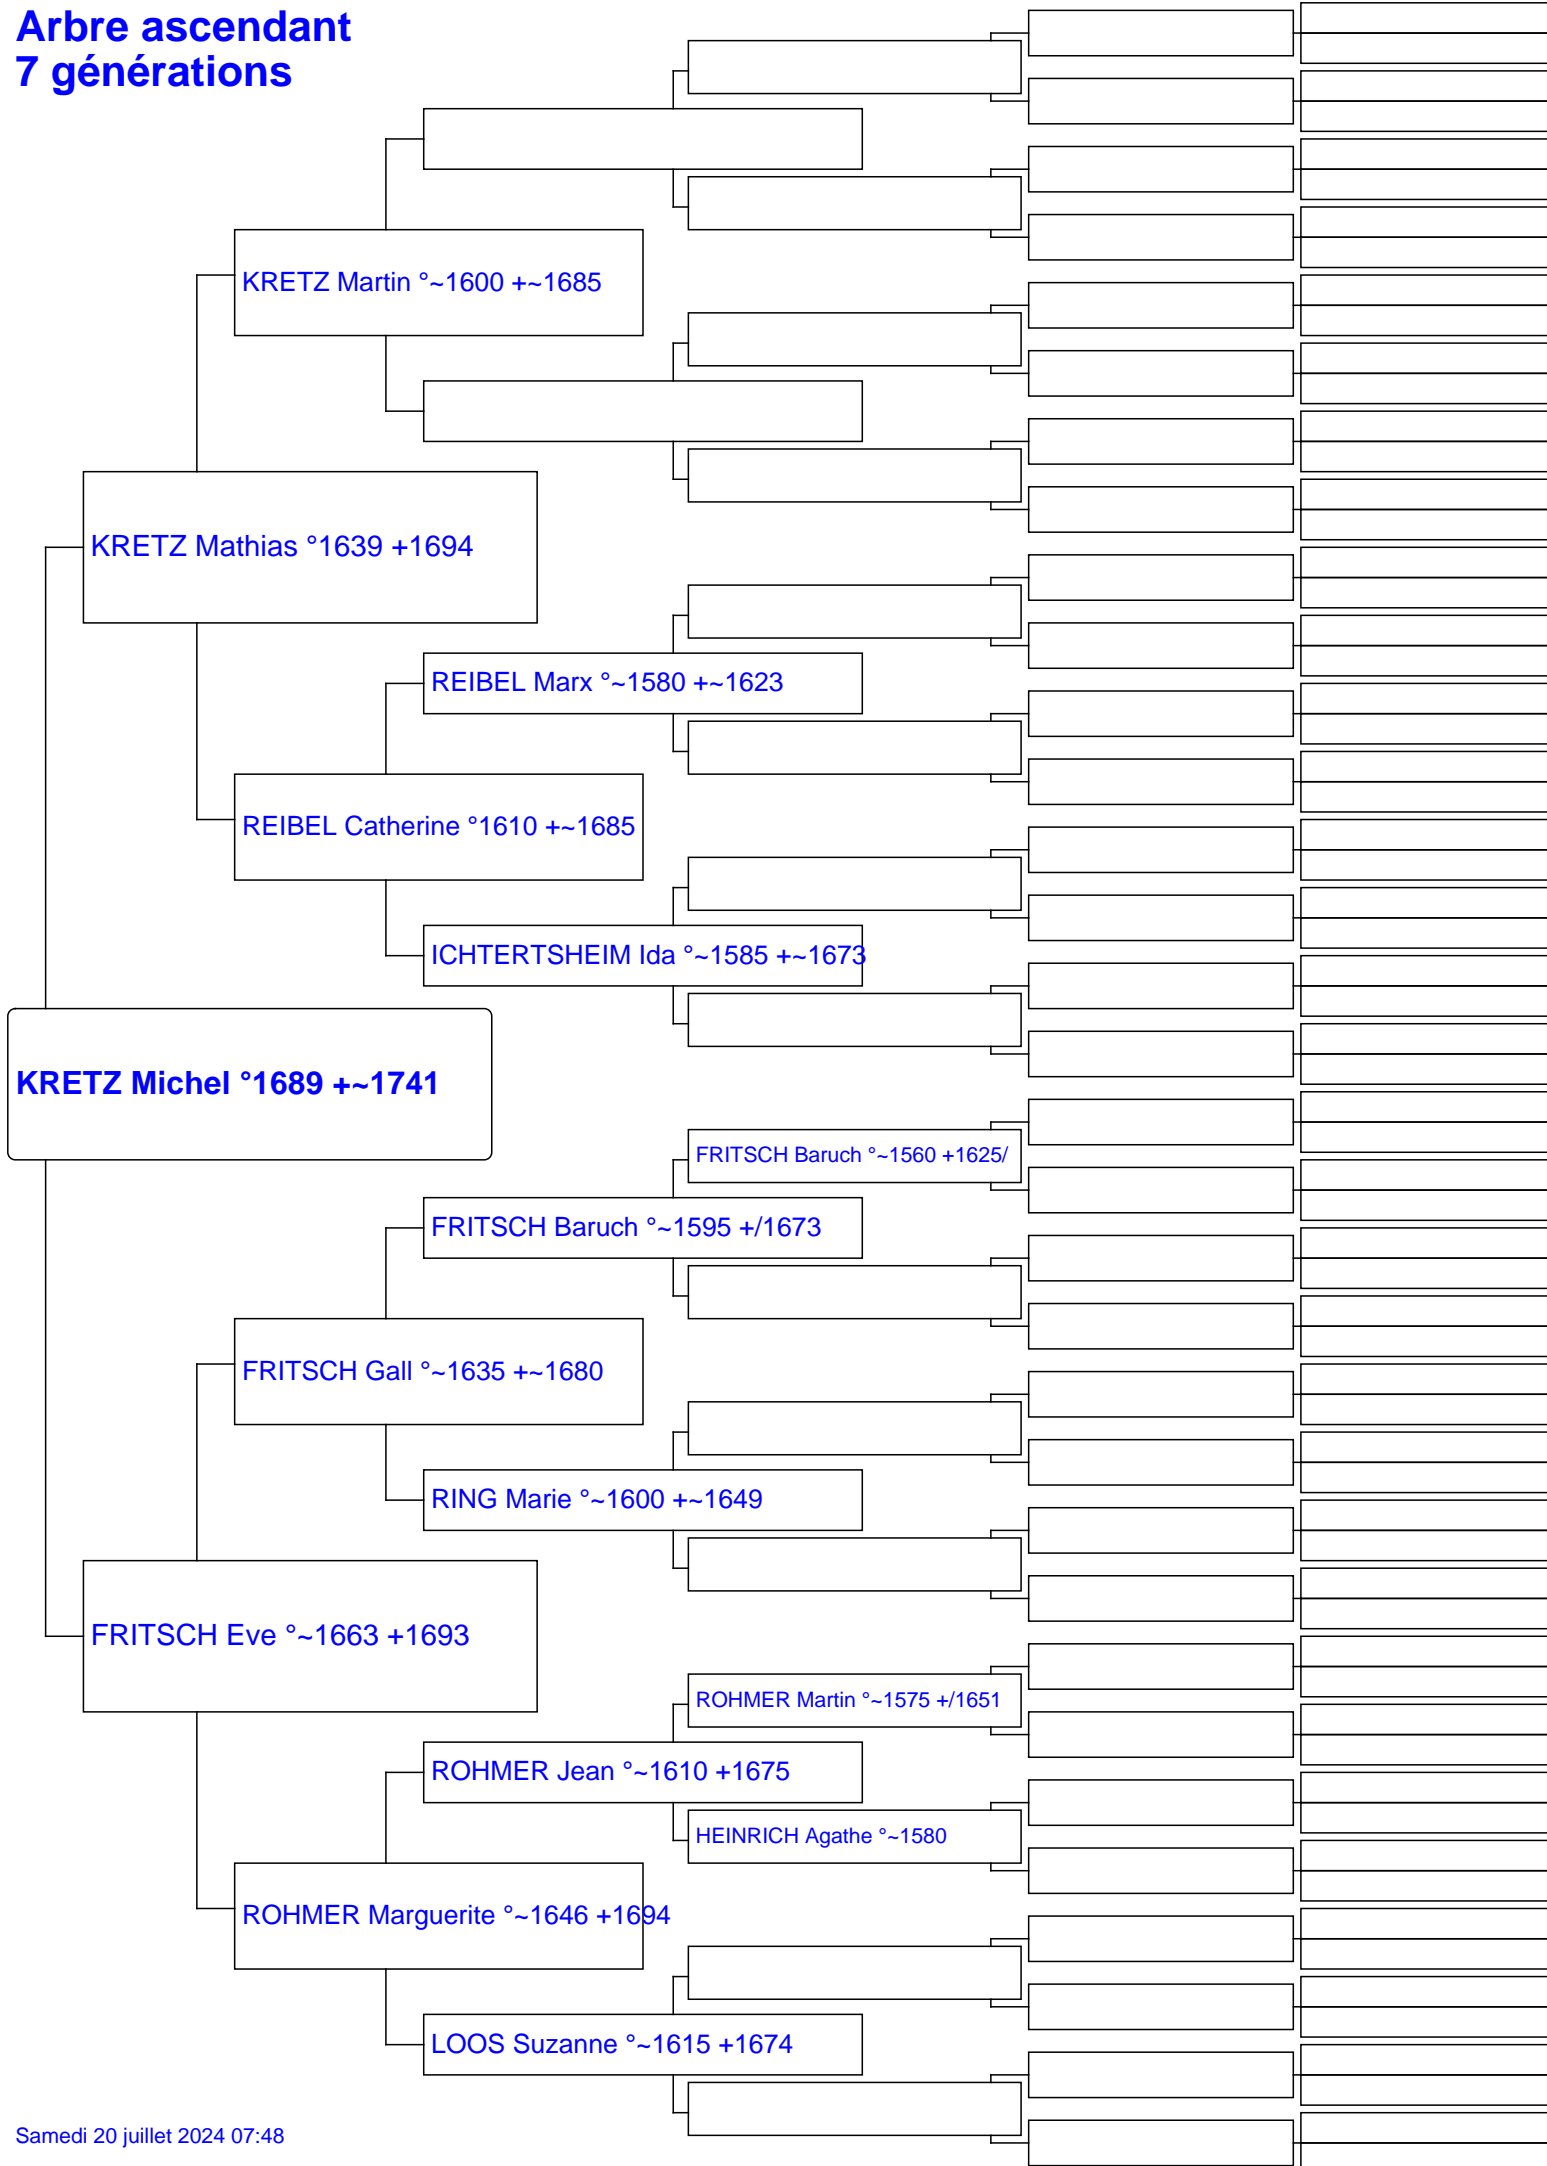 Arbre ascendant
7 générations
KRETZ Martin °~1600 +~1685
KRETZ Mathias °1639 +1694
REIBEL Marx °~1580 +~1623
REIBEL Catherine °1610 +~1685
ICHTERTSHEIM Ida °~1585 +~1673
KRETZ Michel °1689 +~1741
FRITSCH Baruch °~1560 +1625/
FRITSCH Baruch °~1595 +/1673
FRITSCH Gall °~1635 +~1680
RING Marie °~1600 +~1649
FRITSCH Eve °~1663 +1693
ROHMER Martin °~1575 +/1651
ROHMER Jean °~1610 +1675
HEINRICH Agathe °~1580
ROHMER Marguerite °~1646 +1694
LOOS Suzanne °~1615 +1674
Samedi 20 juillet 2024 07:48